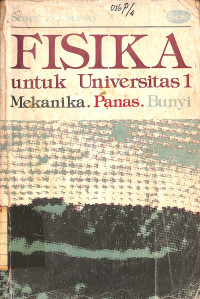 FISIKA
untuk Universitas 1
Mekanika. Panas. Bunyi